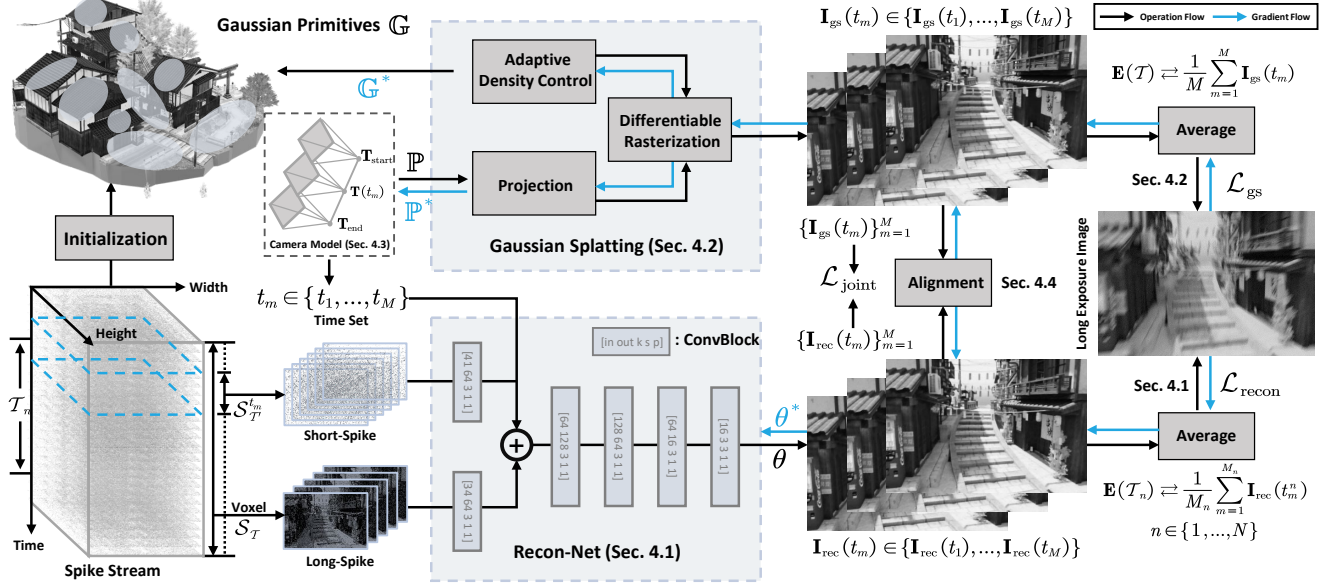 Gaussian Primitives 𝔾
𝔾*
Adaptive
Density Control
Differentiable
Rasterization
Projection
Gaussian Splatting (Sec. 4.2)
ℙ
ℙ*
T_start
T(t_m)
T_end
Camera Model (Sec. 4.3)
t_m ∈ {t_1, ..., t_M}
Time Set
Initialization
Width
Height
Time
𝒯_n
Spike Stream
𝒮_𝒯'^{t_m}
Short-Spike
Voxel
𝒮_𝒯
Long-Spike
[in out k s p]
: ConvBlock
[41 64 3 1 1]
[34 64 3 1 1]
+
[64 128 3 1 1]
[128 64 3 1 1]
[64 16 3 1 1]
[16 3 3 1 1]
Recon-Net (Sec. 4.1)
θ*
θ
I_gs(t_m) ∈ {I_gs(t_1), ..., I_gs(t_M)}
{I_gs(t_m)}_{m=1}^M
ℒ_joint
{I_rec(t_m)}_{m=1}^M
Alignment
Sec. 4.4
I_rec(t_m) ∈ {I_rec(t_1), ..., I_rec(t_M)}
Operation Flow
Gradient Flow
E(𝒯) ⇄ 1/M ∑_{m=1}^{M} I_gs(t_m)
Average
Sec. 4.2
ℒ_gs
Long Exposure Image
Sec. 4.1
ℒ_recon
Average
E(𝒯_n) ⇄ 1/M_n ∑_{m=1}^{M_n} I_rec(t_m^n)
n ∈ {1, ..., N}